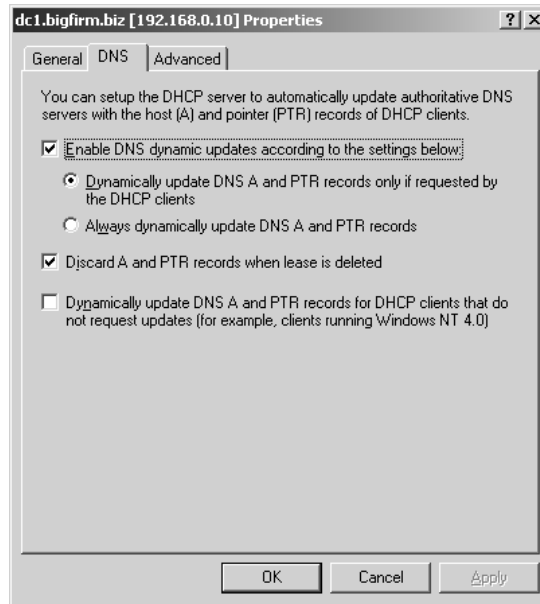 dc1.bigfirm.biz [192.168.0.10] Properties
General DNS Advanced
You can setup the DHCP server to automatically update authoritative DNS
servers with the host (A) and pointer (PTR) records of DHCP clients.
Enable DNS dynamic updates according to the settings below:
Dynamically update DNS A and PTR records only if requested by
the DHCP clients
Always dynamically update DNS A and PTR records
Discard A and PTR records when lease is deleted
Dynamically update DNS A and PTR records for DHCP clients that do
not request updates (for example, clients running Windows NT 4.0)
OK Cancel Apply